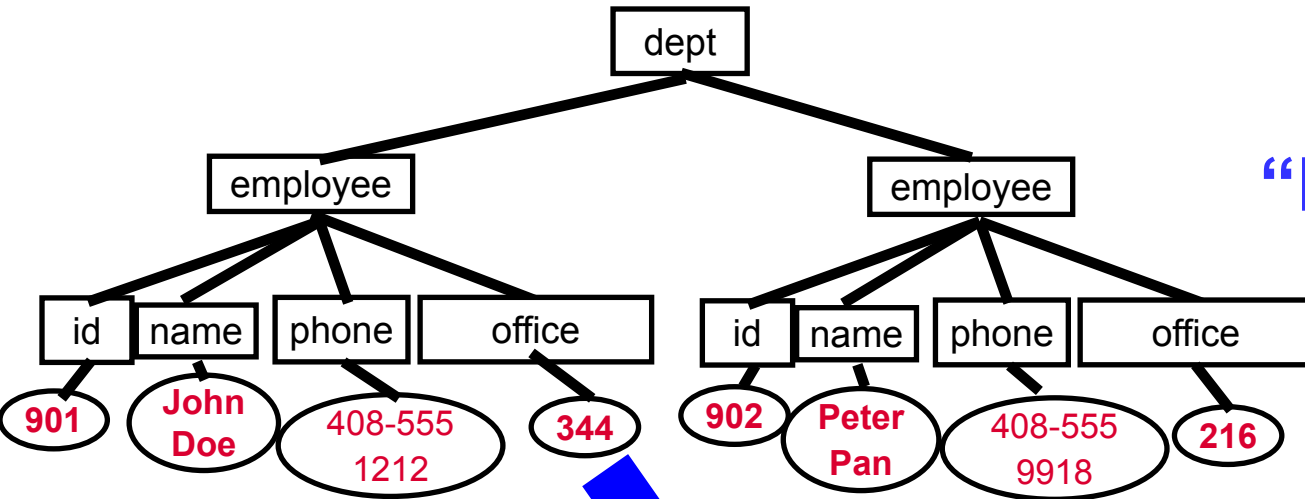 dept
employee
employee
“
id name phone office
id name phone office
901
John
Doe
408-555
1212
344
902
Peter
Pan
408-555
9918
216